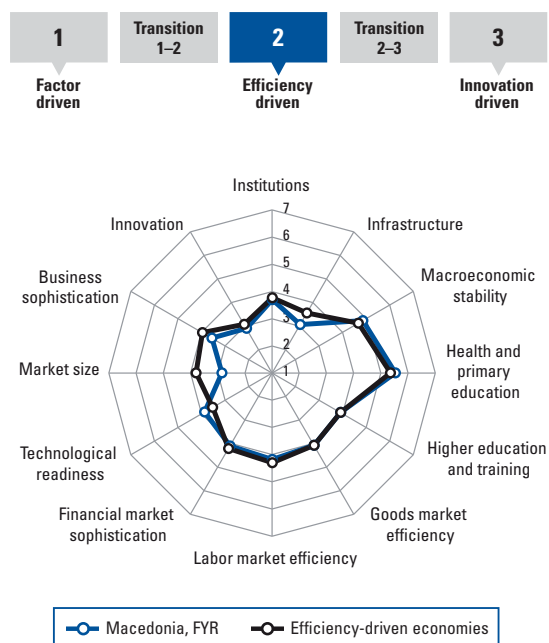 1
Transition
1–2
2
Transition
2–3
3
Factor
driven
Efficiency
driven
Innovation
driven
Institutions
7
6
5
4
3
2
1
Innovation
Infrastructure
Business
sophistication
Macroeconomic
stability
Market size
Health and
primary
education
Technological
readiness
Higher education
and training
Financial market
sophistication
Goods market
efficiency
Labor market efficiency
Macedonia, FYR
Efficiency-driven economies